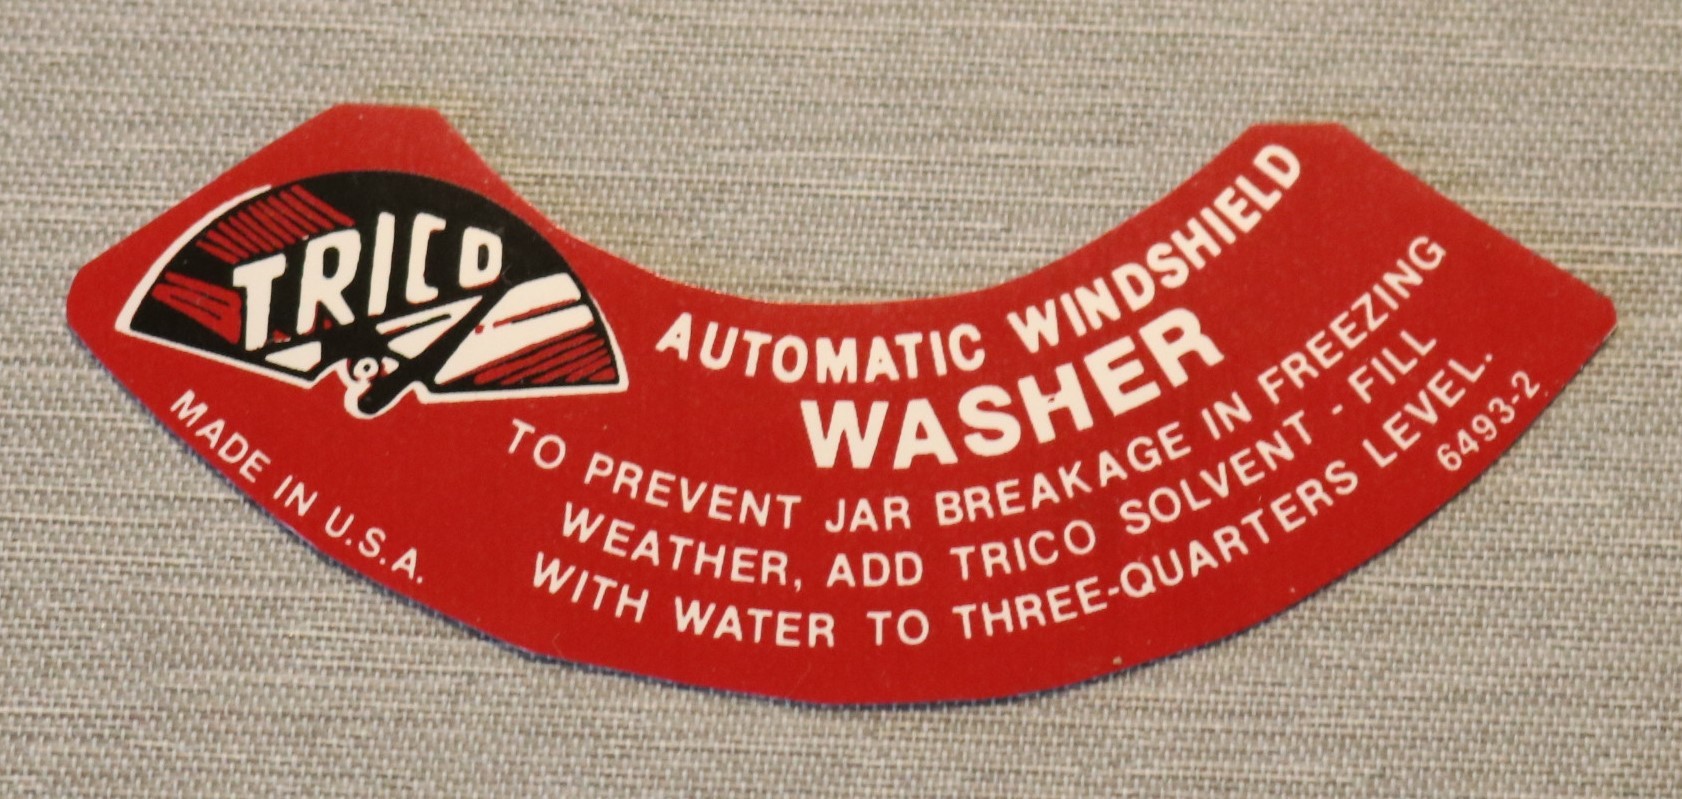 TRICO
AUTOMATIC WINDSHIELD
WASHER
TO PREVENT JAR BREAKAGE IN FREEZING
WEATHER, ADD TRICO SOLVENT - FILL
WITH WATER TO THREE-QUARTERS LEVEL.
6493-2
MADE IN U.S.A.